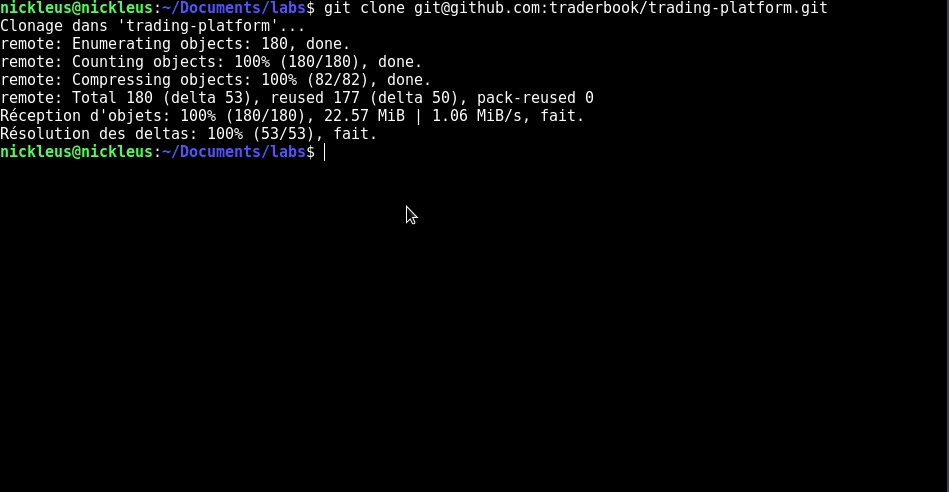 nickleus@nickleus:~/Documents/labs$ git clone git@github.com:traderbook/trading-platform.git
Clonage dans 'trading-platform'...
remote: Enumerating objects: 180, done.
remote: Counting objects: 100% (180/180), done.
remote: Compressing objects: 100% (82/82), done.
remote: Total 180 (delta 53), reused 177 (delta 50), pack-reused 0
Réception d'objets: 100% (180/180), 22.57 MiB | 1.06 MiB/s, fait.
Résolution des deltas: 100% (53/53), fait.
nickleus@nickleus:~/Documents/labs$